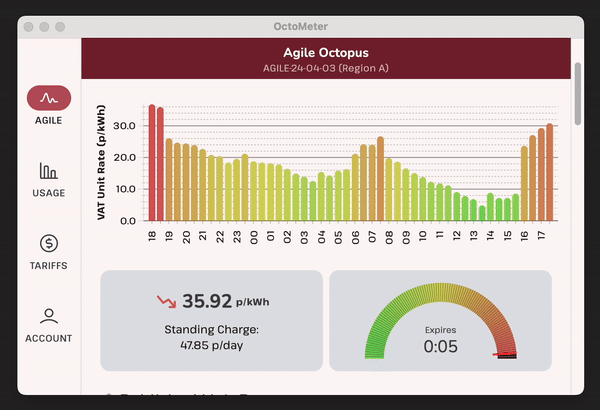 OctoMeter
Agile Octopus
AGILE-24-04-03 (Region A)
AGILE
USAGE
TARIFFS
ACCOUNT
VAT Unit Rate (p/kWh)
30.0
20.0
10.0
0.0
18 19 20 21 22 23 00 01 02 03 04 05 06 07 08 09 10 11 12 13 14 15 16 17
35.92 p/kWh
Standing Charge:
47.85 p/day
Expires
0:05